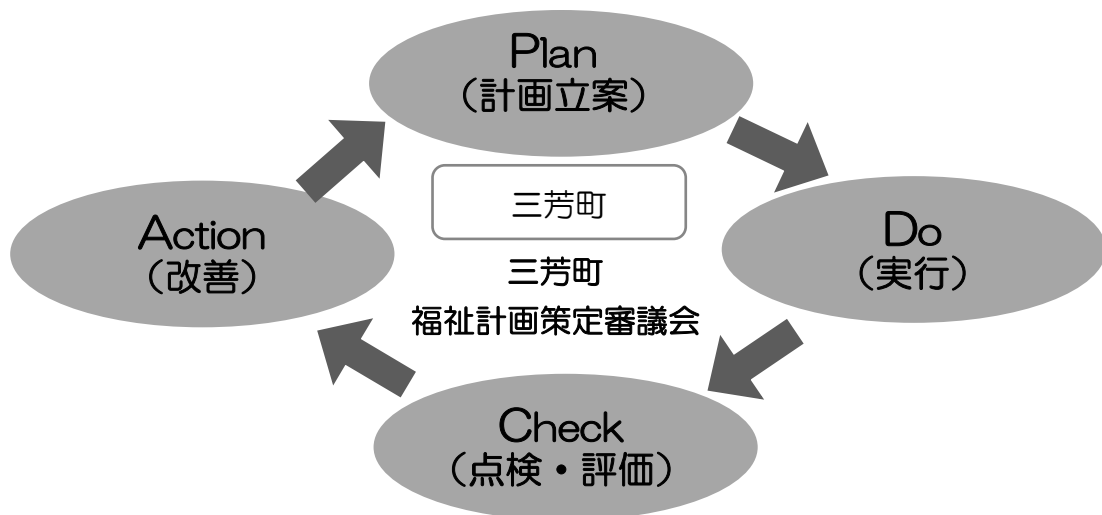 Plan
（計画立案）
三芳町
Action
（改善）
Do
（実行）
三芳町
福祉計画策定審議会
Check
（点検・評価）